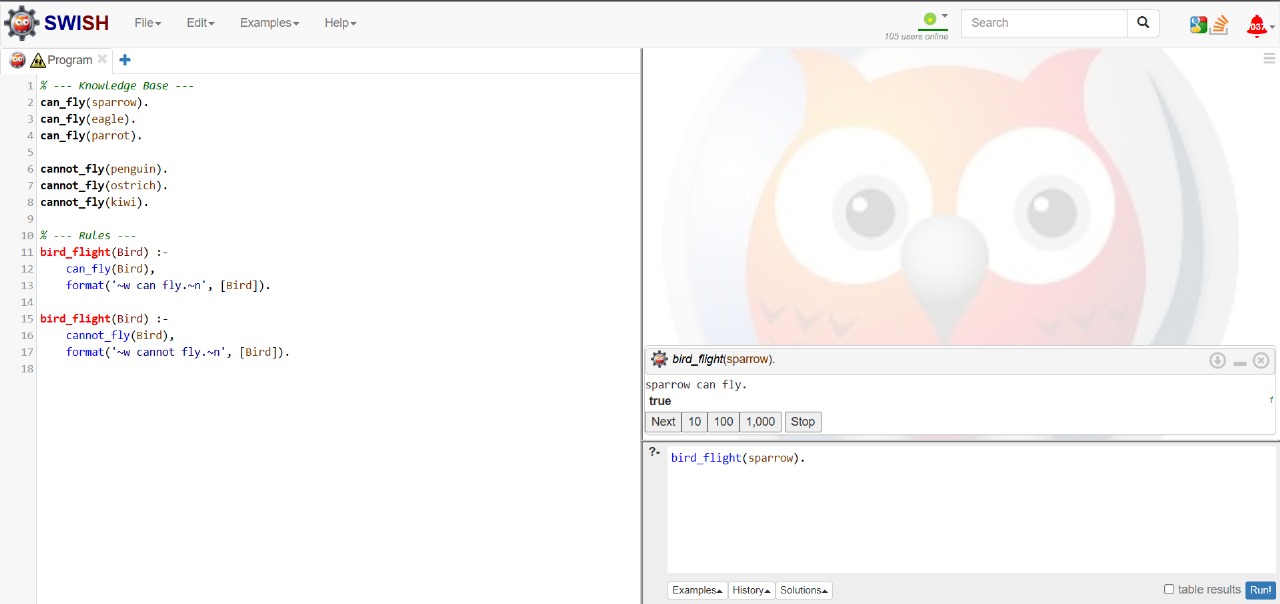 SWISH File Edit Examples Help 105 users online Search
Program
1 % --- Knowledge Base ---
2 can_fly(sparrow).
3 can_fly(eagle).
4 can_fly(parrot).
5
6 cannot_fly(penguin).
7 cannot_fly(ostrich).
8 cannot_fly(kiwi).
9
10 % --- Rules ---
11 bird_flight(Bird) :-
12     can_fly(Bird),
13     format('~w can fly.~n', [Bird]).
14
15 bird_flight(Bird) :-
16     cannot_fly(Bird),
17     format('~w cannot fly.~n', [Bird]).
18
bird_flight(sparrow).
sparrow can fly.
true 1
Next 10 100 1,000 Stop
?- bird_flight(sparrow).
Examples History Solutions table results Run!